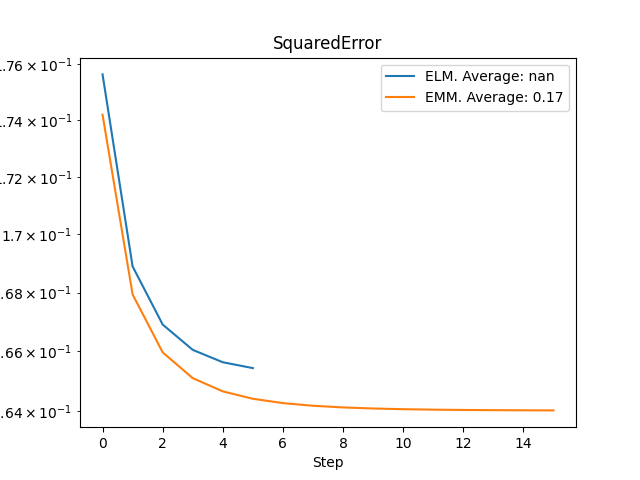 SquaredError
ELM. Average: nan
EMM. Average: 0.17
1.76 × 10⁻¹
1.74 × 10⁻¹
1.72 × 10⁻¹
1.7 × 10⁻¹
.68 × 10⁻¹
.66 × 10⁻¹
.64 × 10⁻¹
0 2 4 6 8 10 12 14
Step